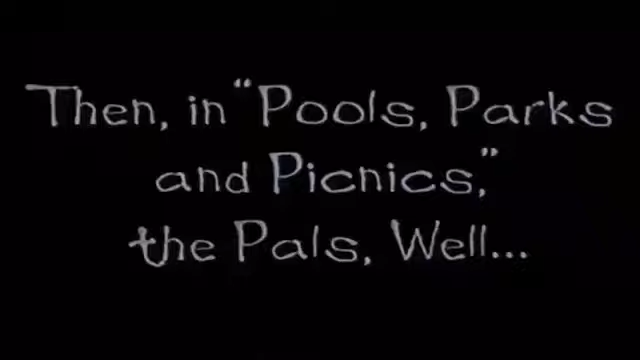 Then, in "Pools, Parks
and Picnics,"
the Pals, Well...